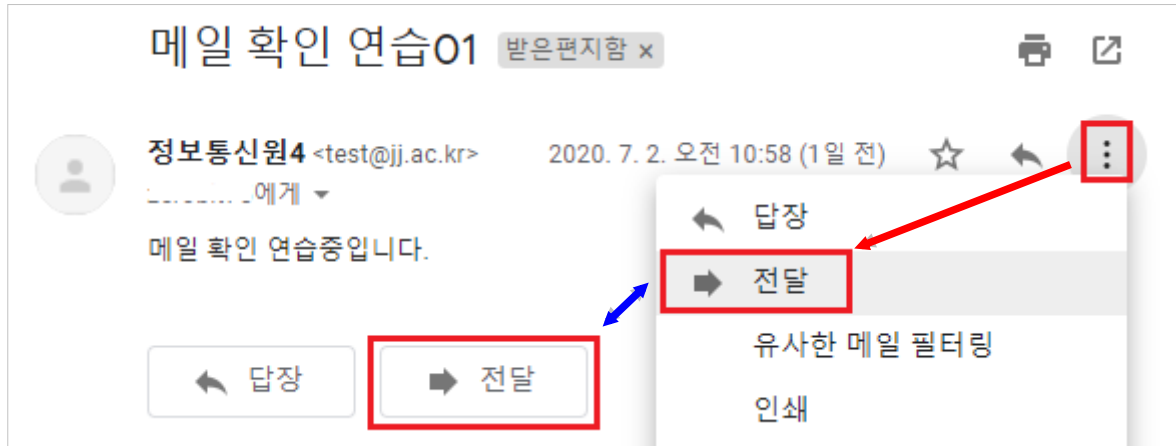 메일 확인 연습01 받은편지함 x
정보통신원4 <test@jj.ac.kr> 2020. 7. 2. 오전 10:58 (1일 전)
에게
메일 확인 연습중입니다.
답장
전달
유사한 메일 필터링
인쇄
답장 전달